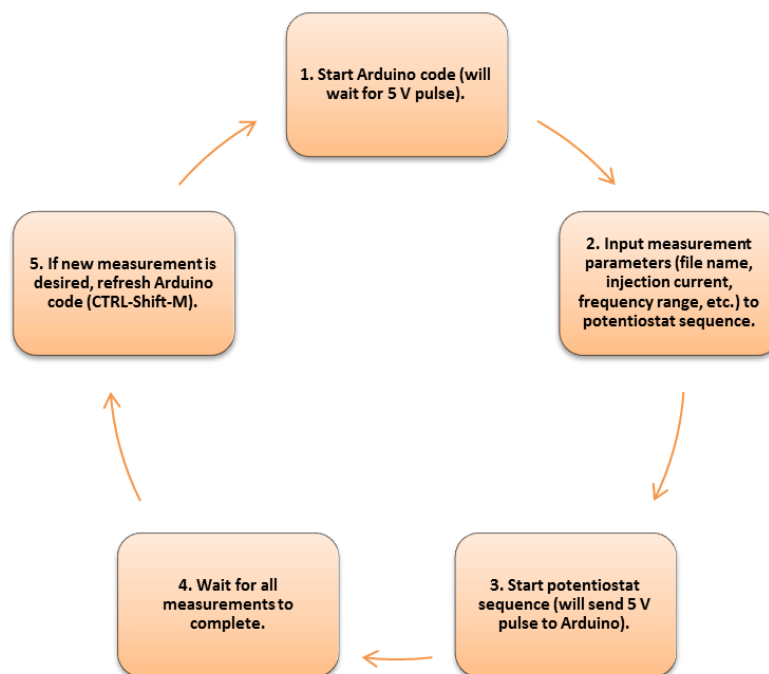 1. Start Arduino code (will
wait for 5 V pulse).
2. Input measurement
parameters (file name,
injection current,
frequency range, etc.) to
potentiostat sequence.
3. Start potentiostat
sequence (will send 5 V
pulse to Arduino).
4. Wait for all
measurements to
complete.
5. If new measurement is
desired, refresh Arduino
code (CTRL-Shift-M).